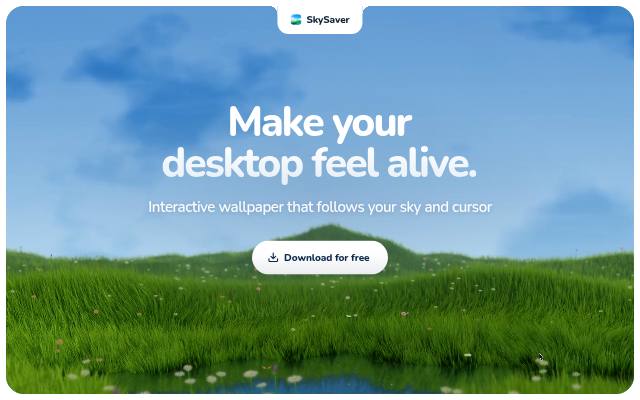 SkySaver
Make your
desktop feel alive.
Interactive wallpaper that follows your sky and cursor
Download for free